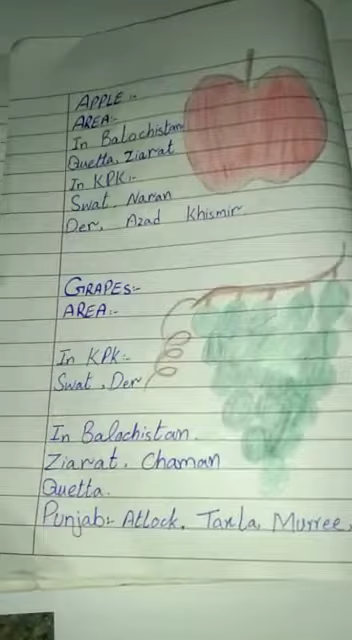 APPLE :-
AREA:-
In Balochistan
Quetta, Ziarat
In KPK:-
Swat, Naran
Der, Azad Khismir
GRAPES:-
AREA:-
In KPK:-
Swat, Der
In Balochistan.
Ziarat, Chaman
Quetta.
Punjab:- Attock, Taxla, Murree,